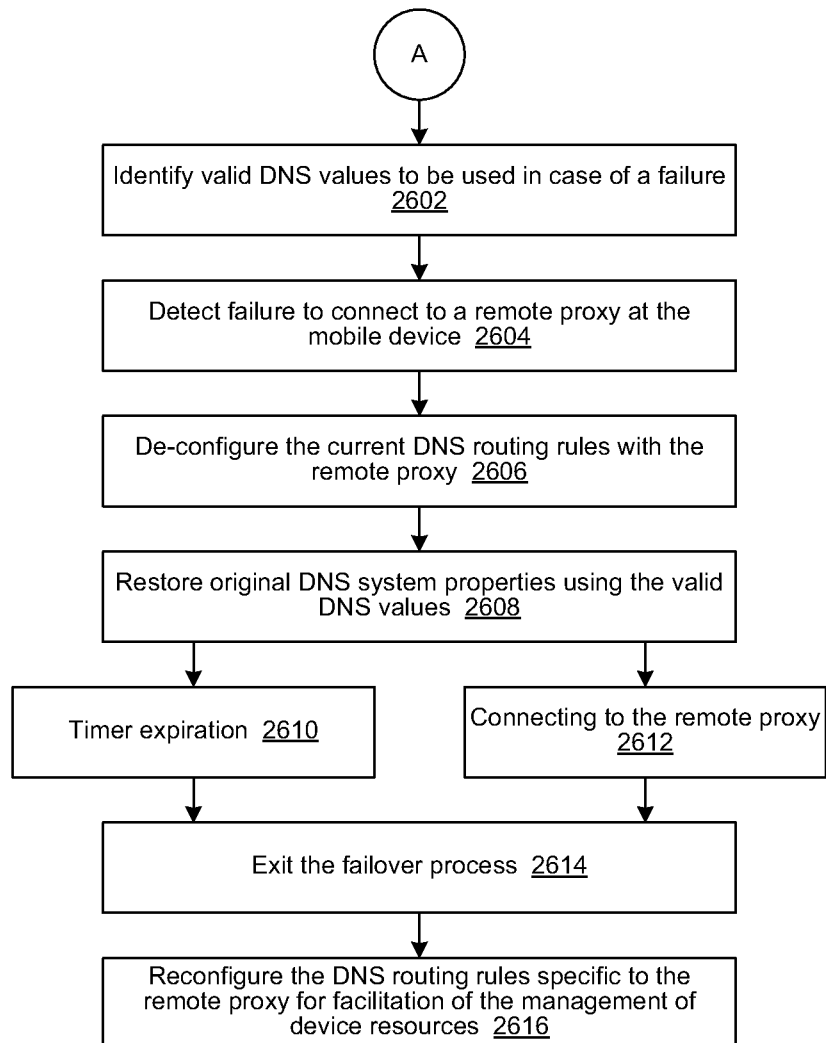 A
Identify valid DNS values to be used in case of a failure
2602
Detect failure to connect to a remote proxy at the
mobile device 2604
De-configure the current DNS routing rules with the
remote proxy 2606
Restore original DNS system properties using the valid
DNS values 2608
Timer expiration 2610
Connecting to the remote proxy
2612
Exit the failover process 2614
Reconfigure the DNS routing rules specific to the
remote proxy for facilitation of the management of
device resources 2616